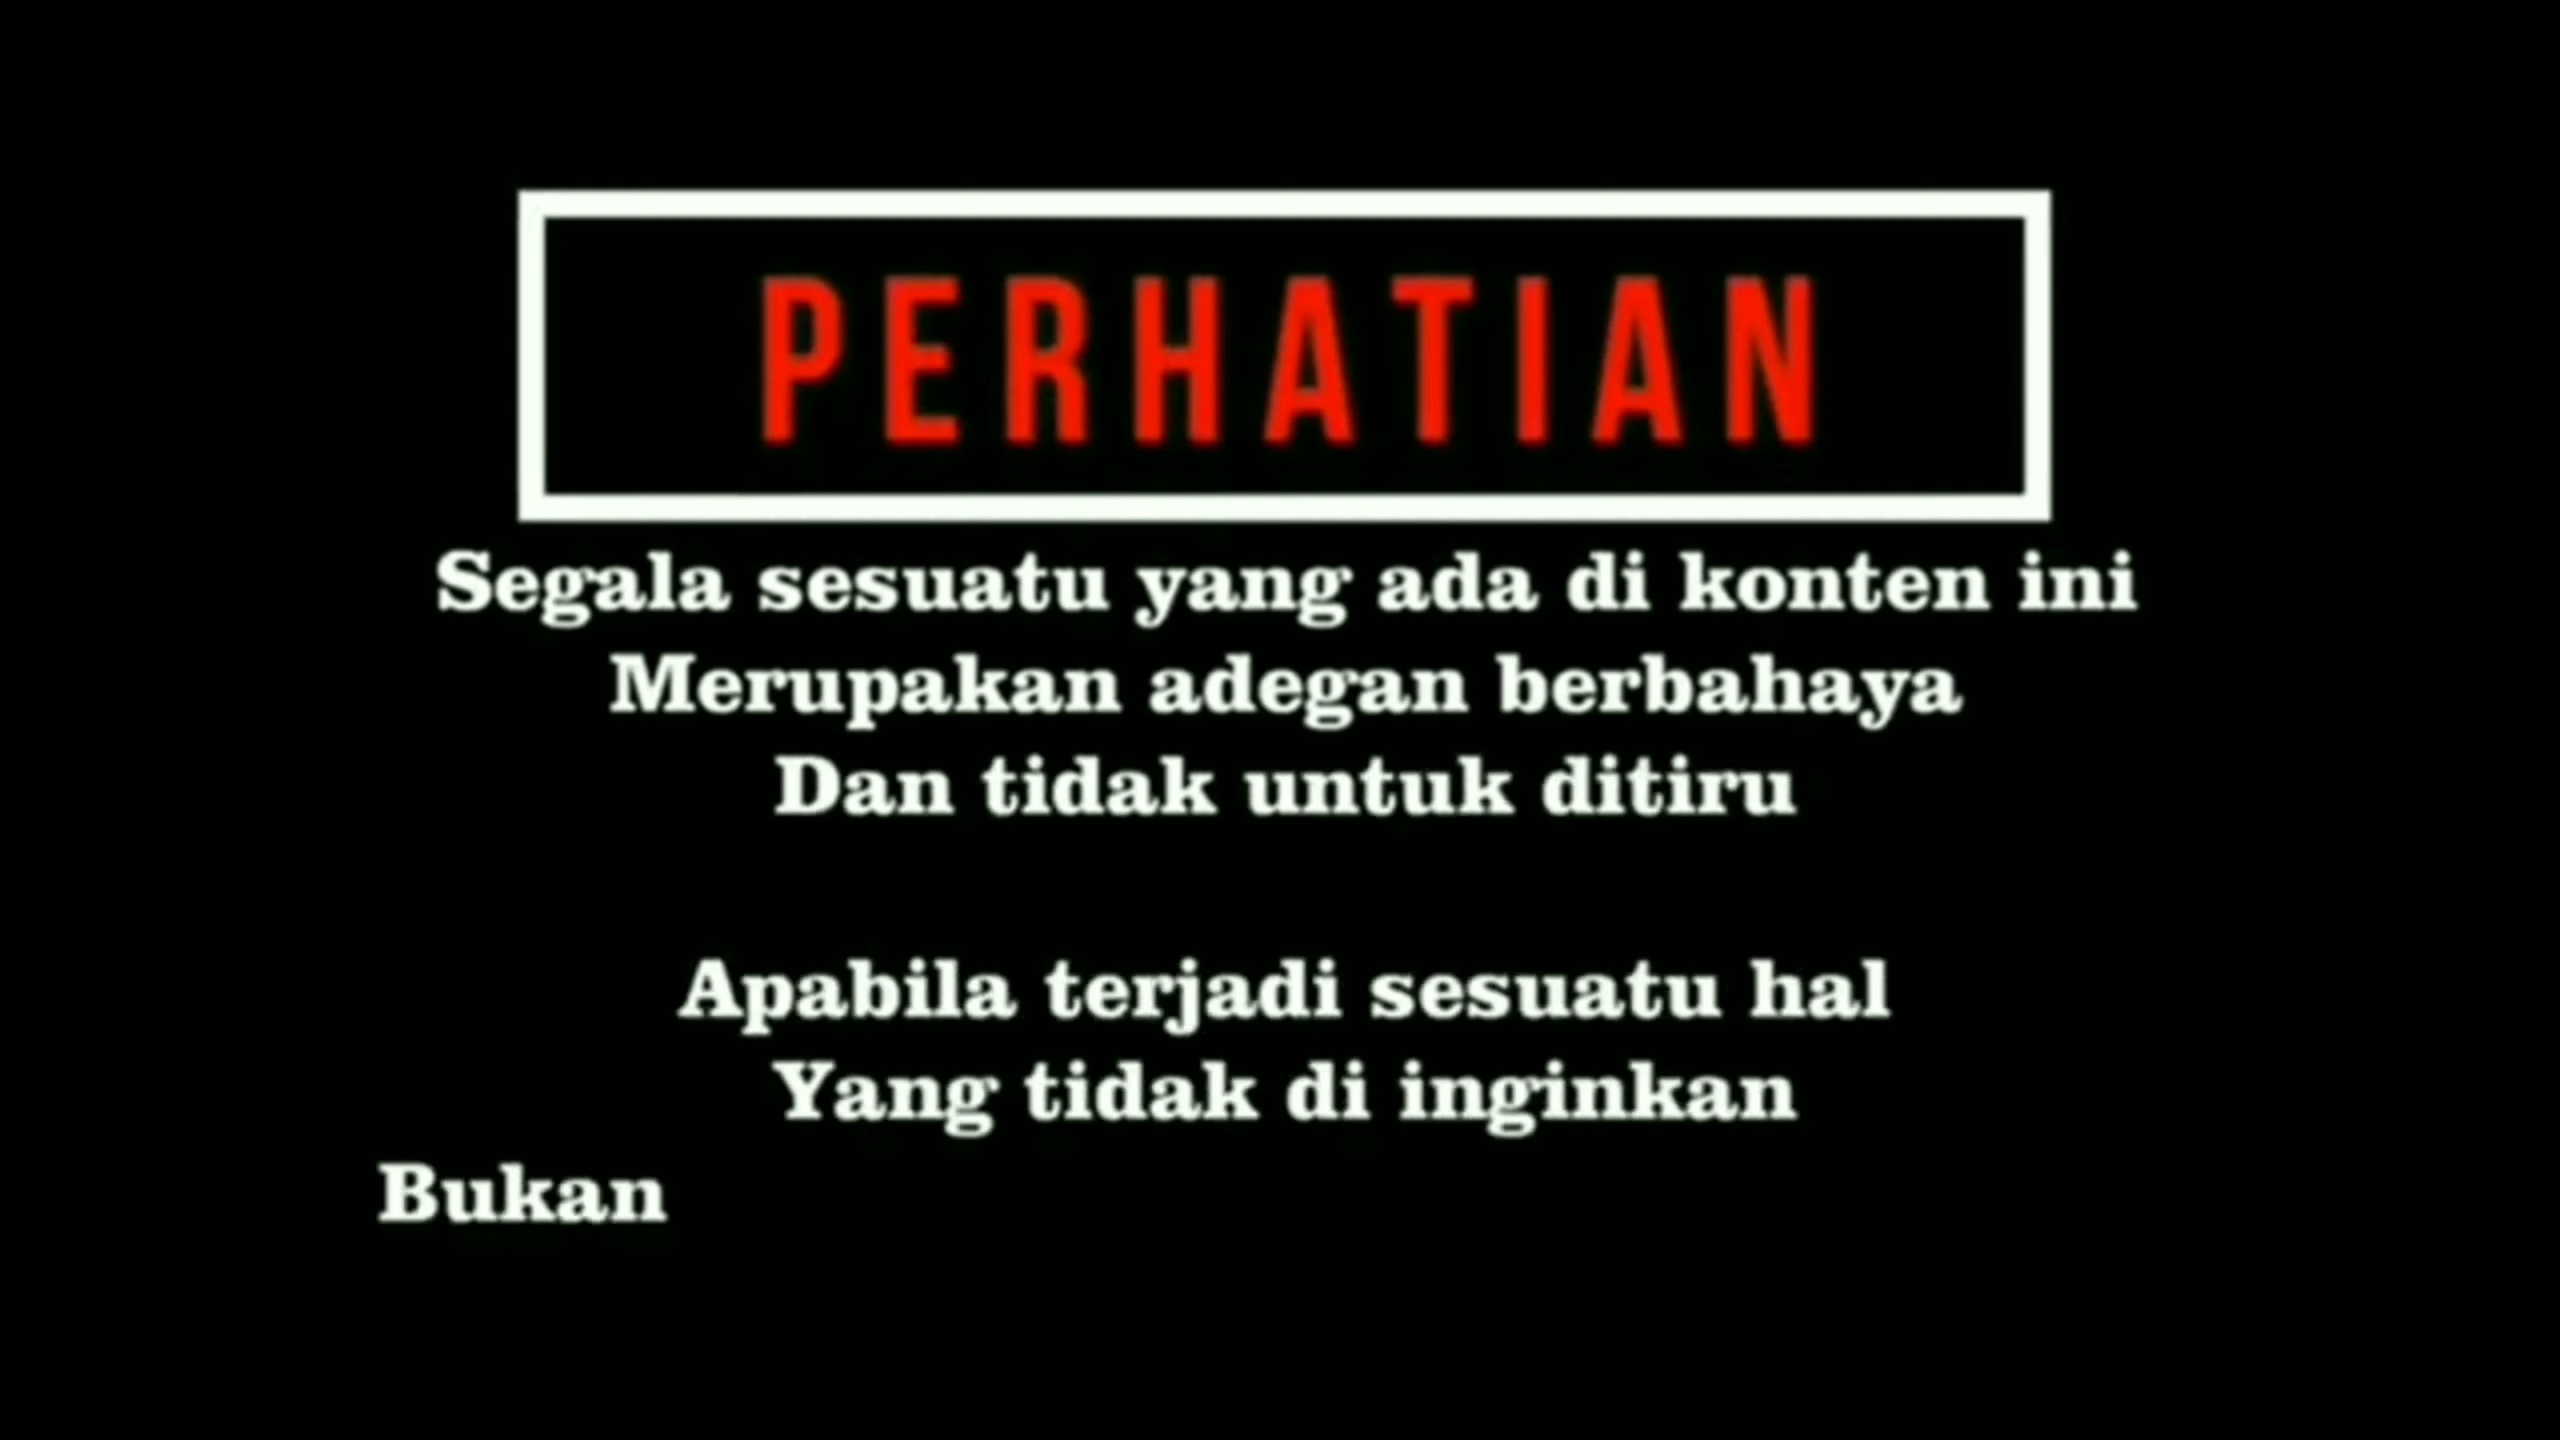 PERHATIAN
Segala sesuatu yang ada di konten ini
Merupakan adegan berbahaya
Dan tidak untuk ditiru
Apabila terjadi sesuatu hal
Yang tidak di inginkan
Bukan